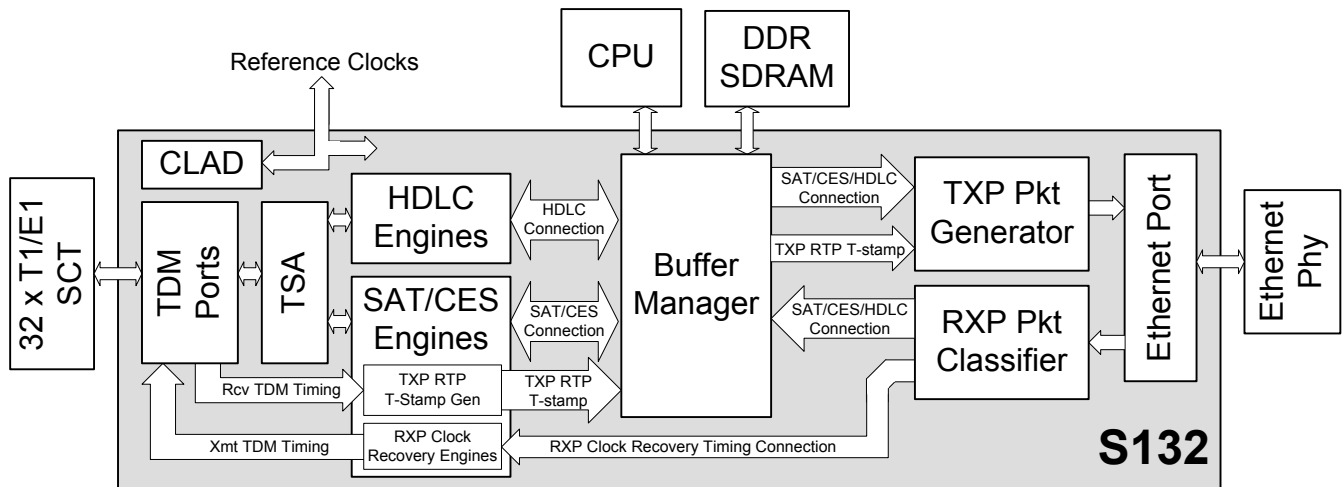 Reference Clocks
CPU
DDR
SDRAM
CLAD
32 x T1/E1
SCT
TDM
Ports
TSA
HDLC
Engines
HDLC
Connection
SAT/CES
Engines
SAT/CES
Connection
Buffer
Manager
SAT/CES/HDLC
Connection
TXP RTP T-stamp
TXP Pkt
Generator
SAT/CES/HDLC
Connection
RXP Pkt
Classifier
Ethernet Port
Ethernet
Phy
Rcv TDM Timing
TXP RTP
T-Stamp Gen
TXP RTP
T-stamp
Xmt TDM Timing
RXP Clock
Recovery Engines
RXP Clock Recovery Timing Connection
S132